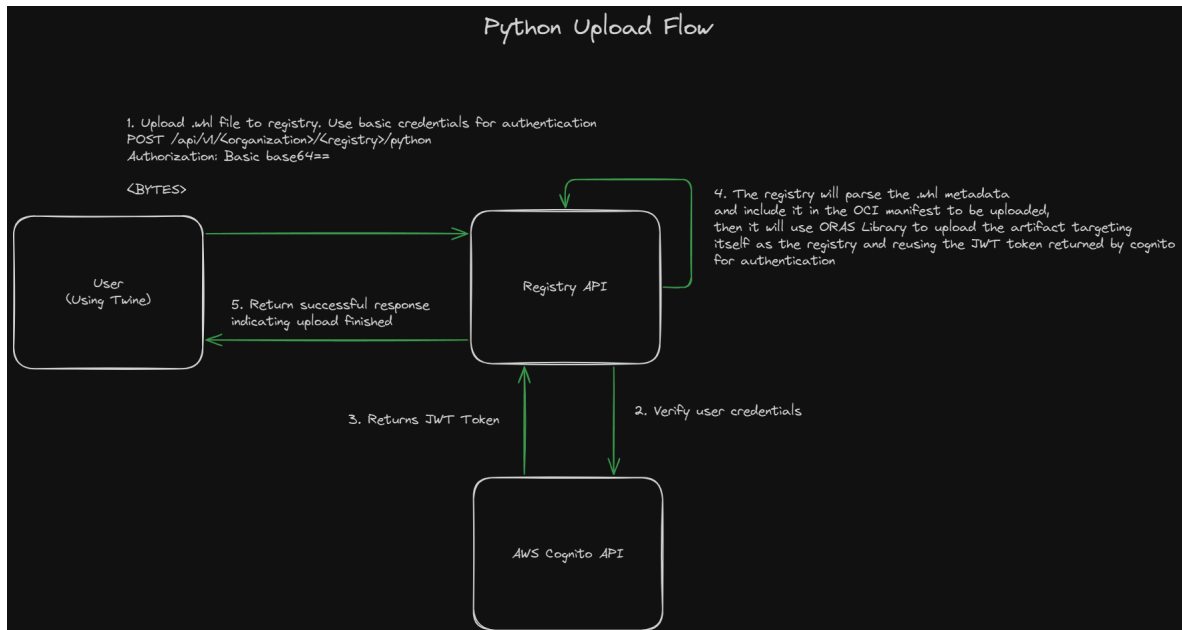 Python Upload Flow
1. Upload .whl file to registry. Use basic credentials for authentication
POST /api/v1/<organization>/<registry>/python
Authorization: Basic base64==
<BYTES>
4. The registry will parse the .whl metadata
and include it in the OCI manifest to be uploaded,
then it will use ORAS Library to upload the artifact targeting
itself as the registry and reusing the JWT token returned by cognito
for authentication
User
(Using Twine)
Registry API
5. Return successful response
indicating upload finished
3. Returns JWT Token
2. Verify user credentials
AWS Cognito API